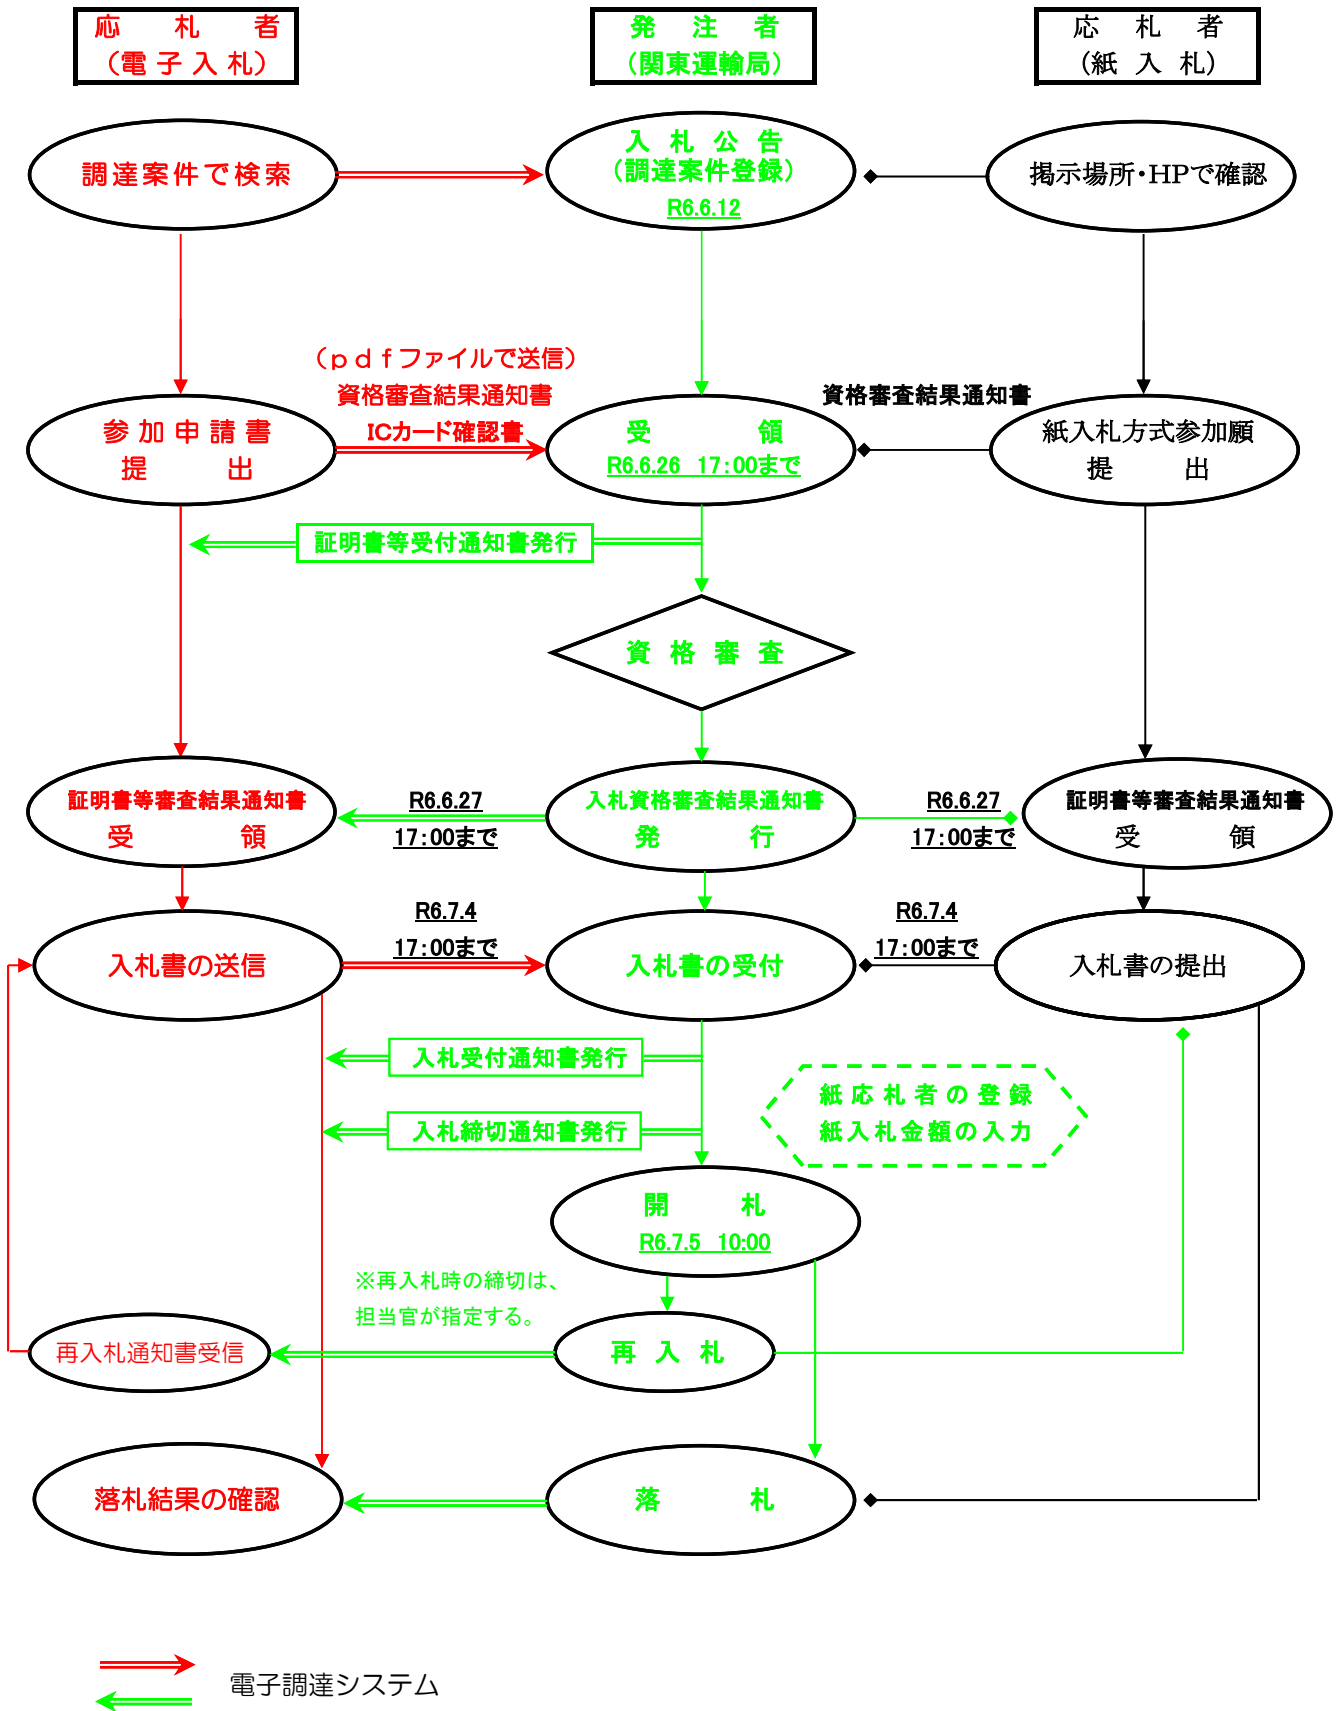 応札者
(電子入札)
発注者
(関東運輸局)
応札者
(紙入札)
調達案件で検索
入札公告
(調達案件登録)
R6.6.12
掲示場所・HPで確認
(pdfファイルで送信)
資格審査結果通知書
ICカード確認書
資格審査結果通知書
参加申請書
提出
受領
R6.6.26 17:00まで
紙入札方式参加願
提出
証明書等受付通知書発行
資格審査
証明書等審査結果通知書
受領
R6.6.27
17:00まで
入札資格審査結果通知書
発行
R6.6.27
17:00まで
証明書等審査結果通知書
受領
R6.7.4
17:00まで
R6.7.4
17:00まで
入札書の送信
入札書の受付
入札書の提出
入札受付通知書発行
紙応札者の登録
紙入札金額の入力
入札締切通知書発行
開札
R6.7.5 10:00
※再入札時の締切は、
担当官が指定する。
再入札通知書受信
再入札
落札結果の確認
落札
電子調達システム